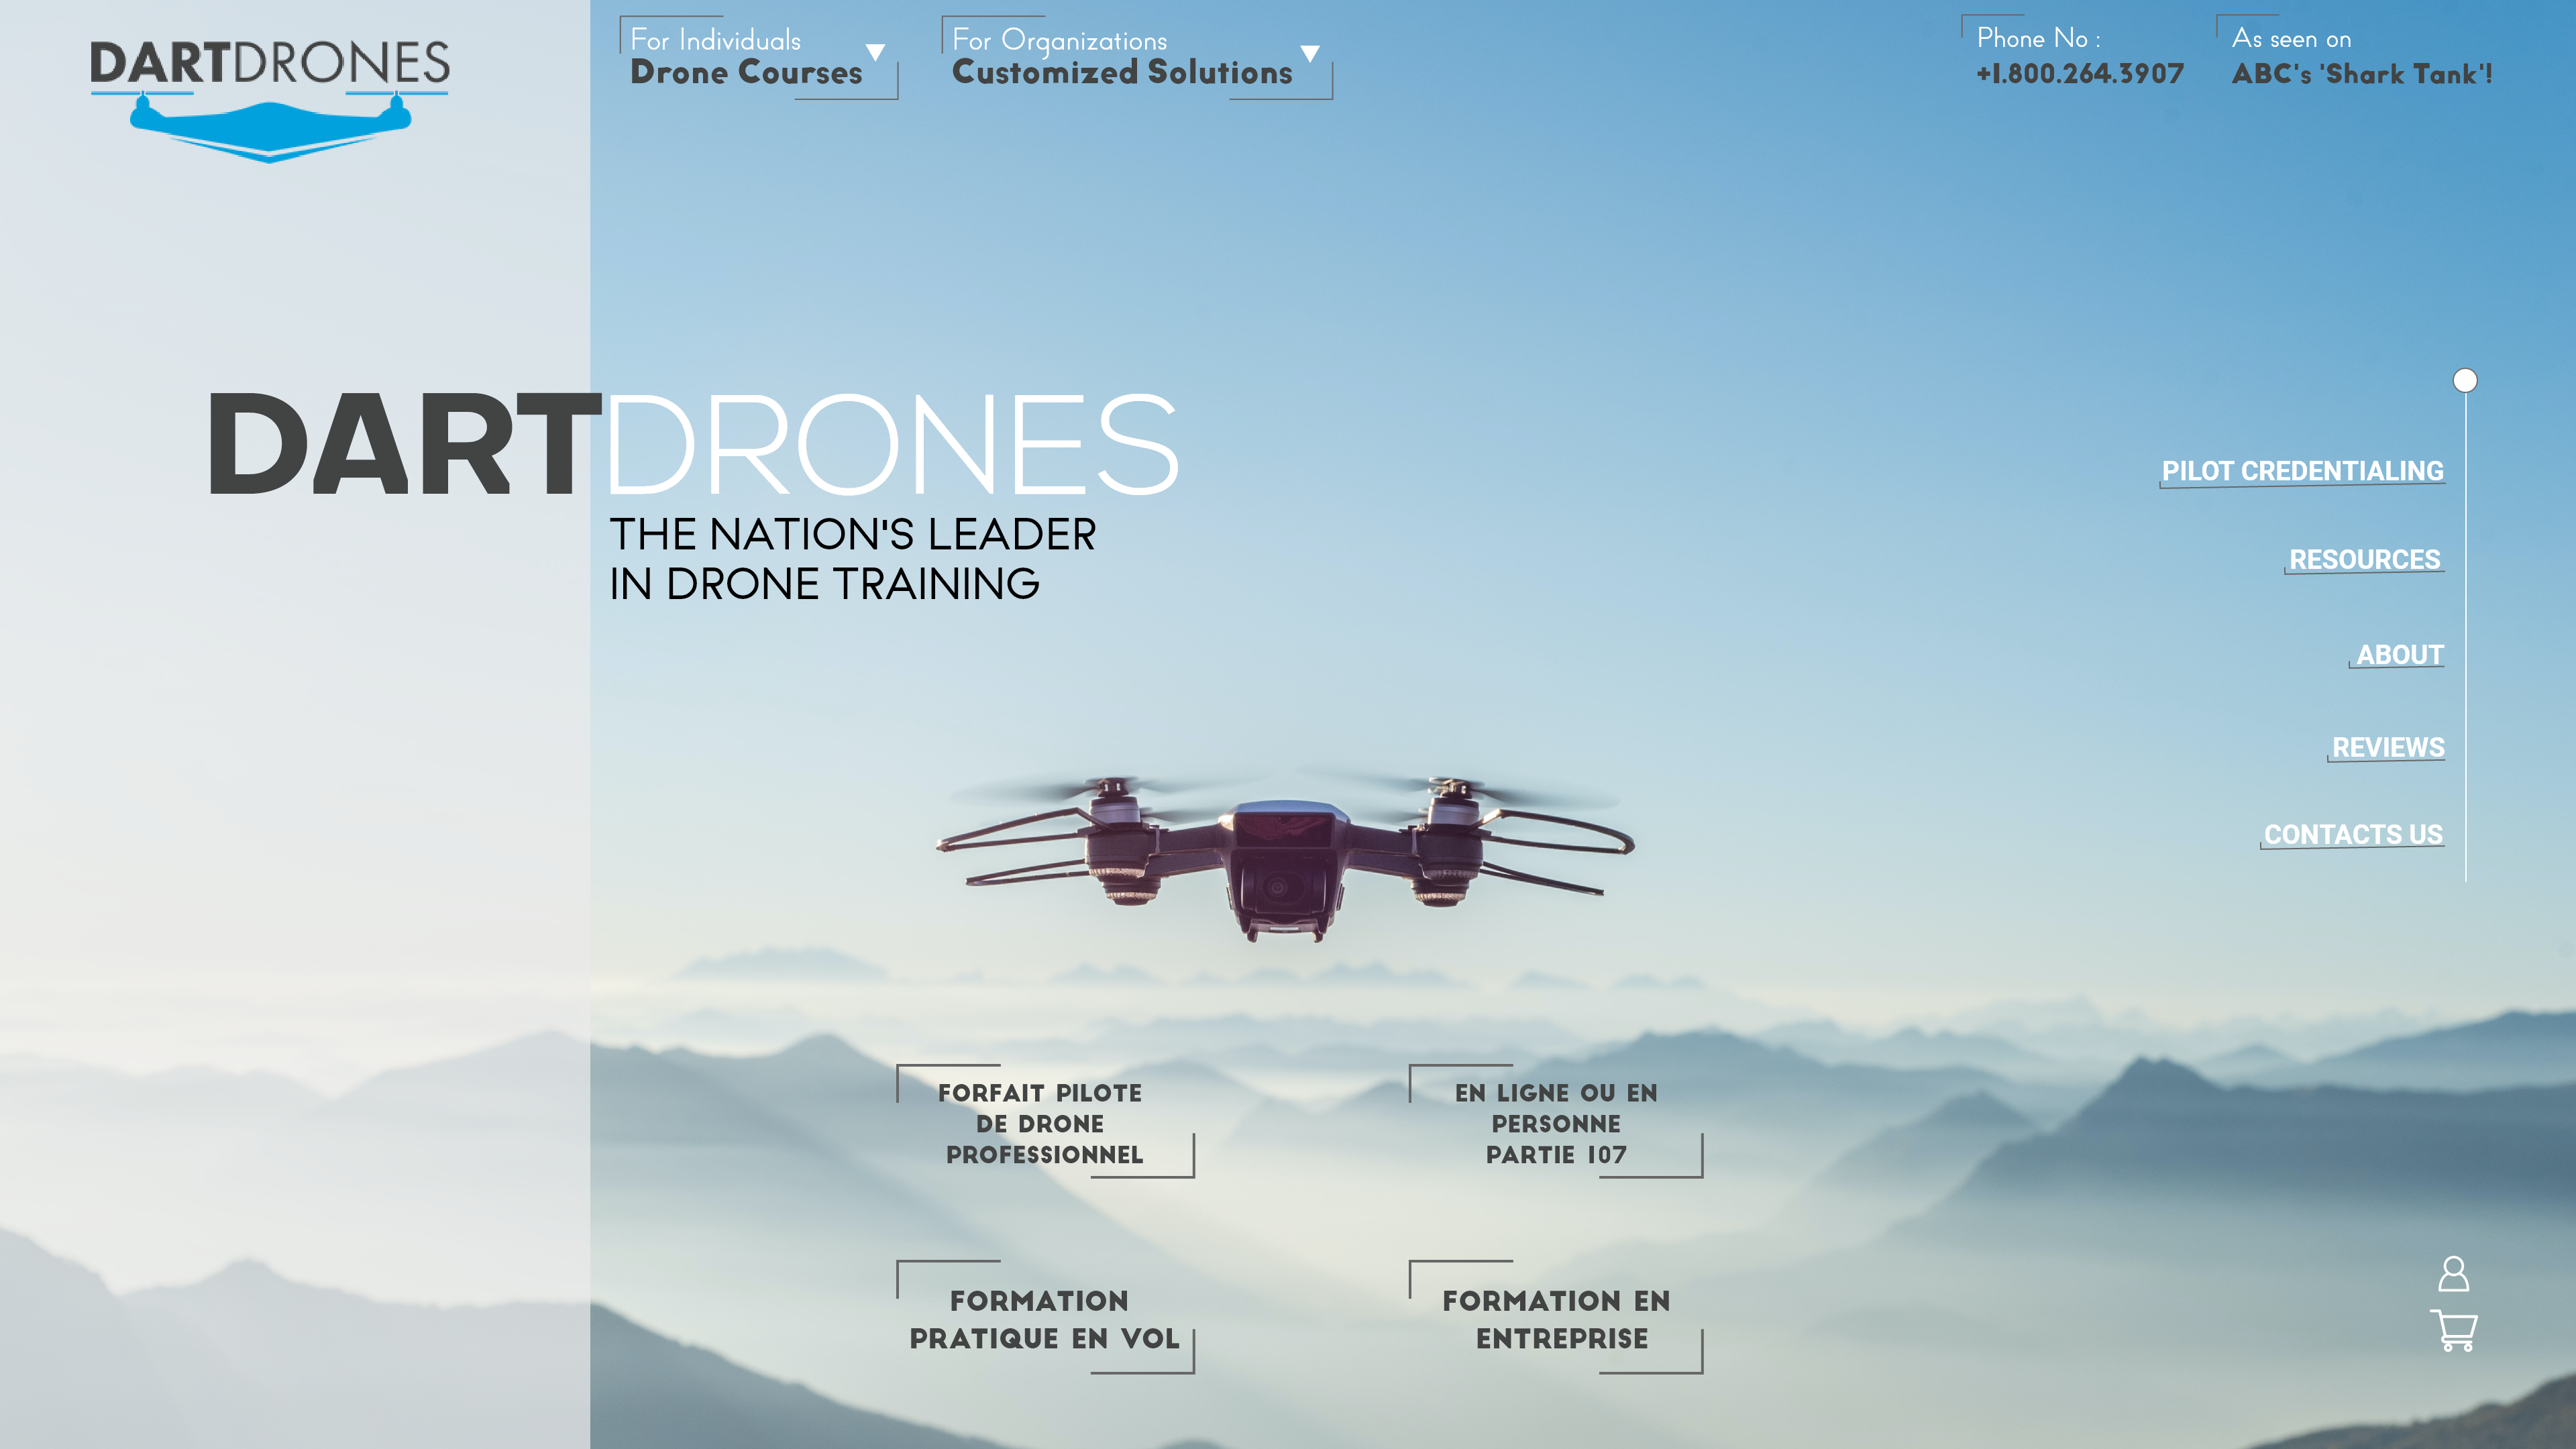 DARTDRONES
For Individuals
Drone Courses
For Organizations
Customized Solutions
Phone No :
+1.800.264.3907
As seen on
ABC's 'Shark Tank'!
DARTDRONES
THE NATION'S LEADER
IN DRONE TRAINING
PILOT CREDENTIALING
RESOURCES
ABOUT
REVIEWS
CONTACTS US
FORFAIT PILOTE
DE DRONE
PROFESSIONNEL
EN LIGNE OU EN
PERSONNE
PARTIE 107
FORMATION
PRATIQUE EN VOL
FORMATION EN
ENTREPRISE